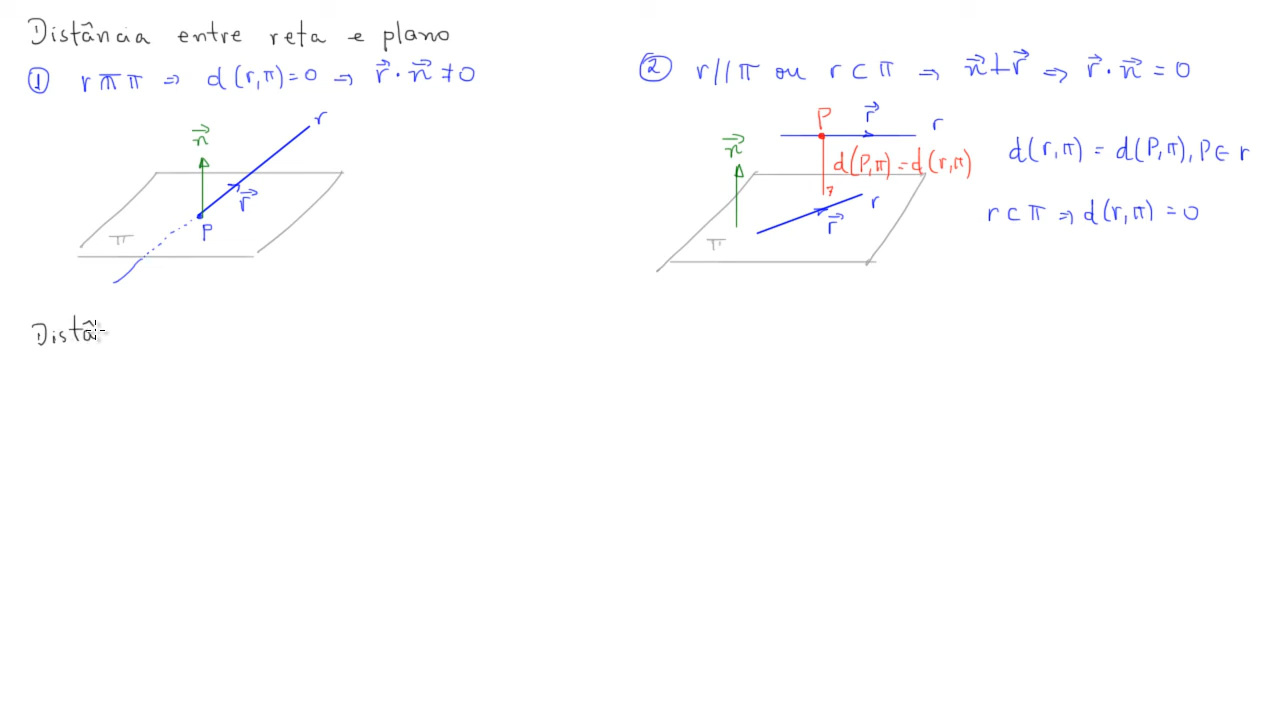 Distância entre reta e plano
① r ⫙ π ⇒ d(r,π)=0 ⇒ r⃗ · n⃗ ≠ 0
n⃗
r
r⃗
P
π
② r//π ou r⊂π ⇒ n⃗⊥r⃗ ⇒ r⃗ · n⃗ = 0
P
r⃗
r
n⃗
d(P,π)=d(r,π)
d(r,π) = d(P,π), P∈r
r
r⃗
π
r⊂π ⇒ d(r,π) = 0
Distâ